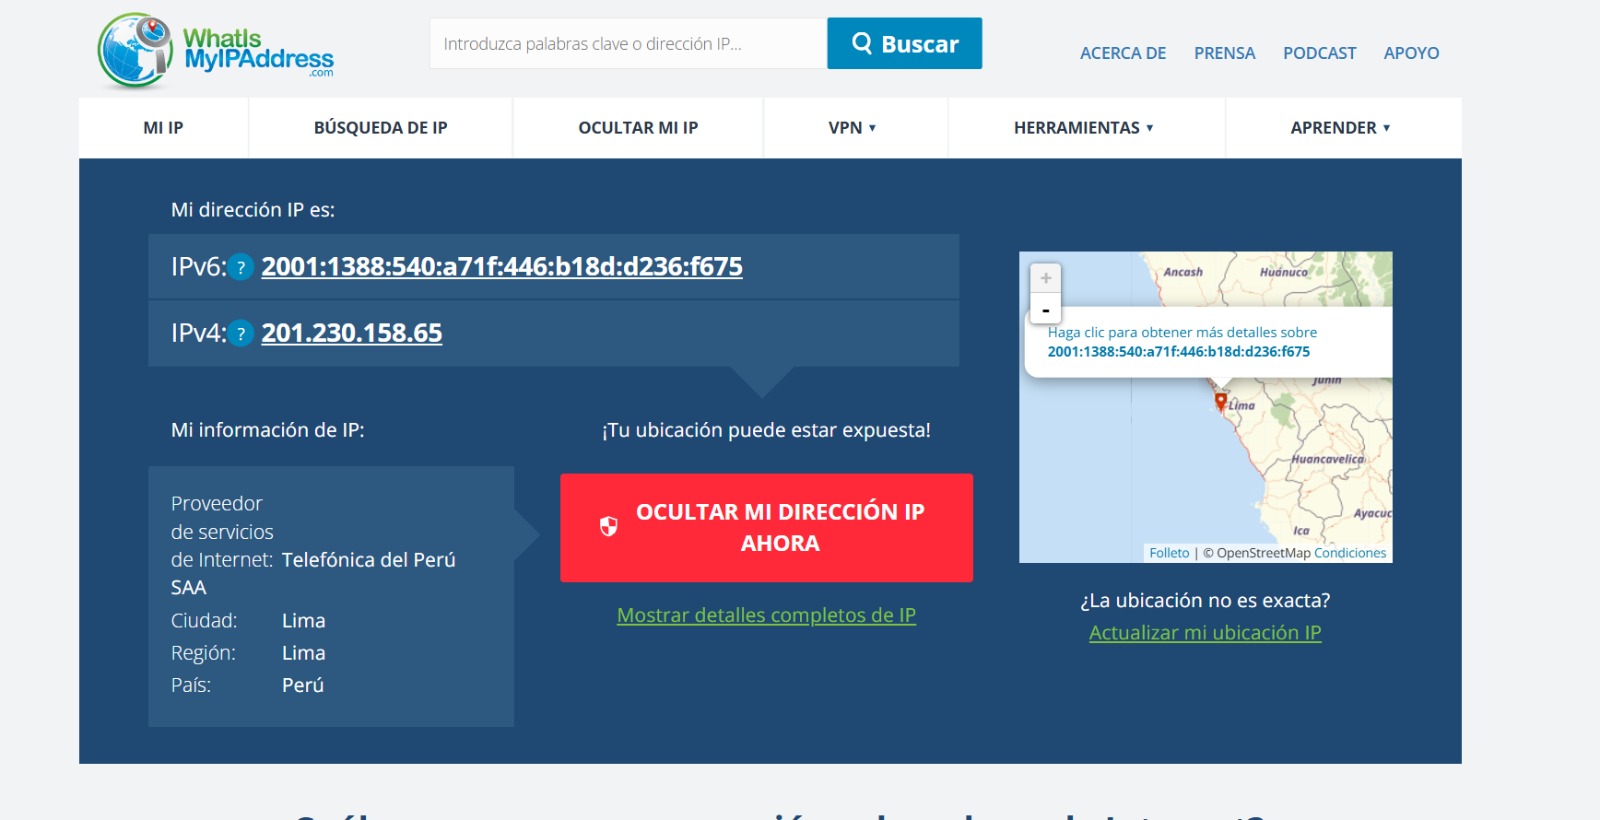 WhatIs
MyIPAddress
.com
Introduzca palabras clave o dirección IP...
Buscar
ACERCA DE
PRENSA
PODCAST
APOYO
MI IP
BÚSQUEDA DE IP
OCULTAR MI IP
VPN ▾
HERRAMIENTAS ▾
APRENDER ▾
Mi dirección IP es:
IPv6: ? 2001:1388:540:a71f:446:b18d:d236:f675
IPv4: ? 201.230.158.65
Mi información de IP:
Proveedor
de servicios
de Internet: Telefónica del Perú
SAA
Ciudad: Lima
Región: Lima
País: Perú
¡Tu ubicación puede estar expuesta!
OCULTAR MI DIRECCIÓN IP
AHORA
Mostrar detalles completos de IP
+
-
Ancash
Huánuco
Haga clic para obtener más detalles sobre
2001:1388:540:a71f:446:b18d:d236:f675
Junín
Lima
Huancavelica
Ayacuc
Ica
Folleto | © OpenStreetMap Condiciones
¿La ubicación no es exacta?
Actualizar mi ubicación IP